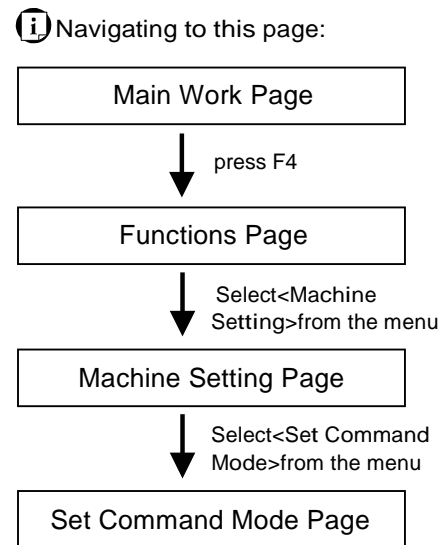 i Navigating to this page:
Main Work Page
press F4
Functions Page
Select<Machine
Setting>from the menu
Machine Setting Page
Select<Set Command
Mode>from the menu
Set Command Mode Page